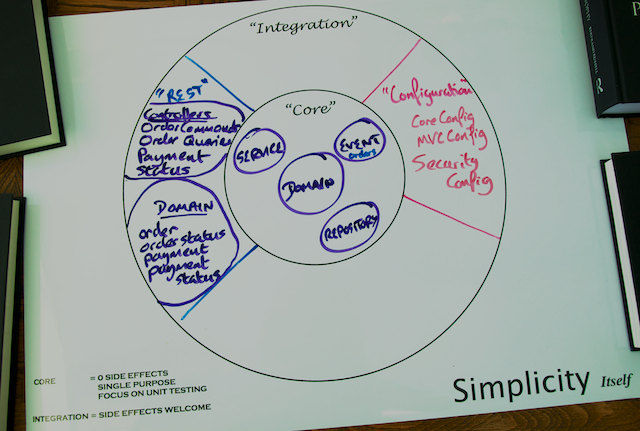 "Integration"
"REST"
Controllers
Order Commands
Order Queries
Payment
Status
DOMAIN
order
order status
payment
payment
status
"Core"
SERVICE
EVENT
orders
DOMAIN
REPOSITORY
"Configuration"
Core Config
MVC Config
Security
Config
CORE = 0 SIDE EFFECTS
SINGLE PURPOSE
FOCUS ON UNIT TESTING
INTEGRATION = SIDE EFFECTS WELCOME
Simplicity Itself